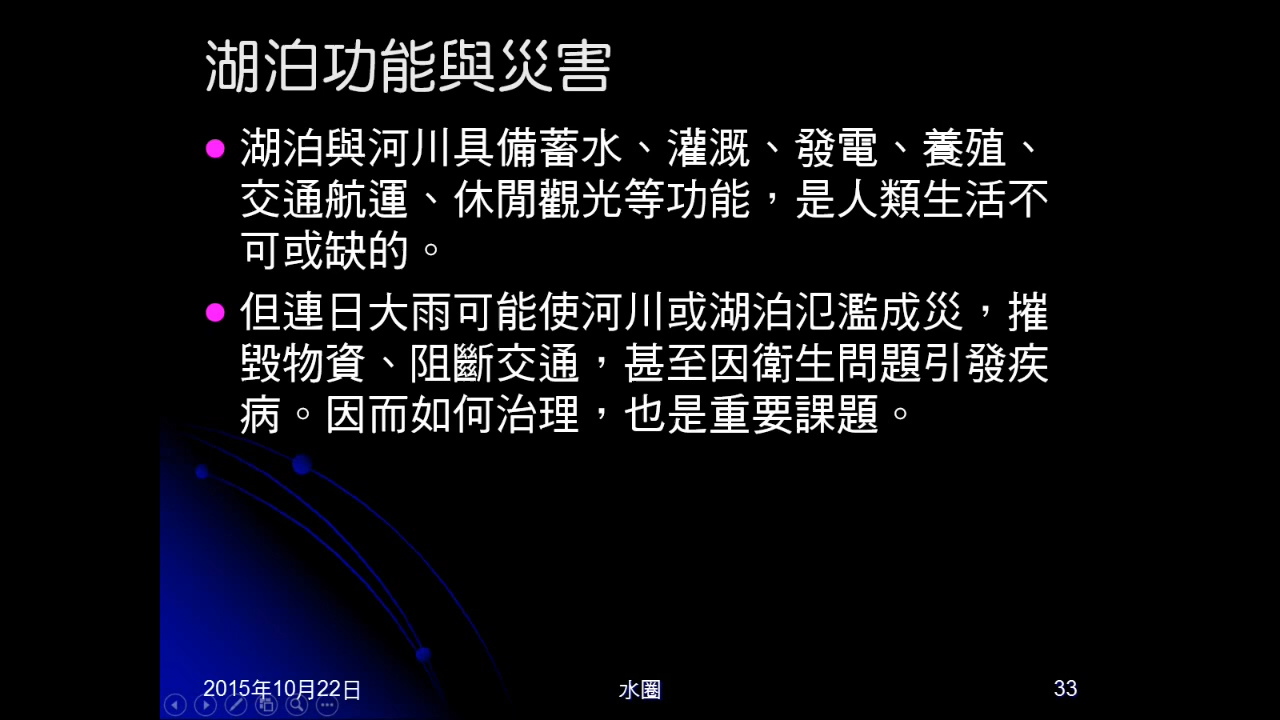 湖泊功能與災害
湖泊與河川具備蓄水、灌溉、發電、養殖、
交通航運、休閒觀光等功能，是人類生活不
可或缺的。
但連日大雨可能使河川或湖泊氾濫成災，摧
毀物資、阻斷交通，甚至因衛生問題引發疾
病。因而如何治理，也是重要課題。
2015年10月22日
水圈
33